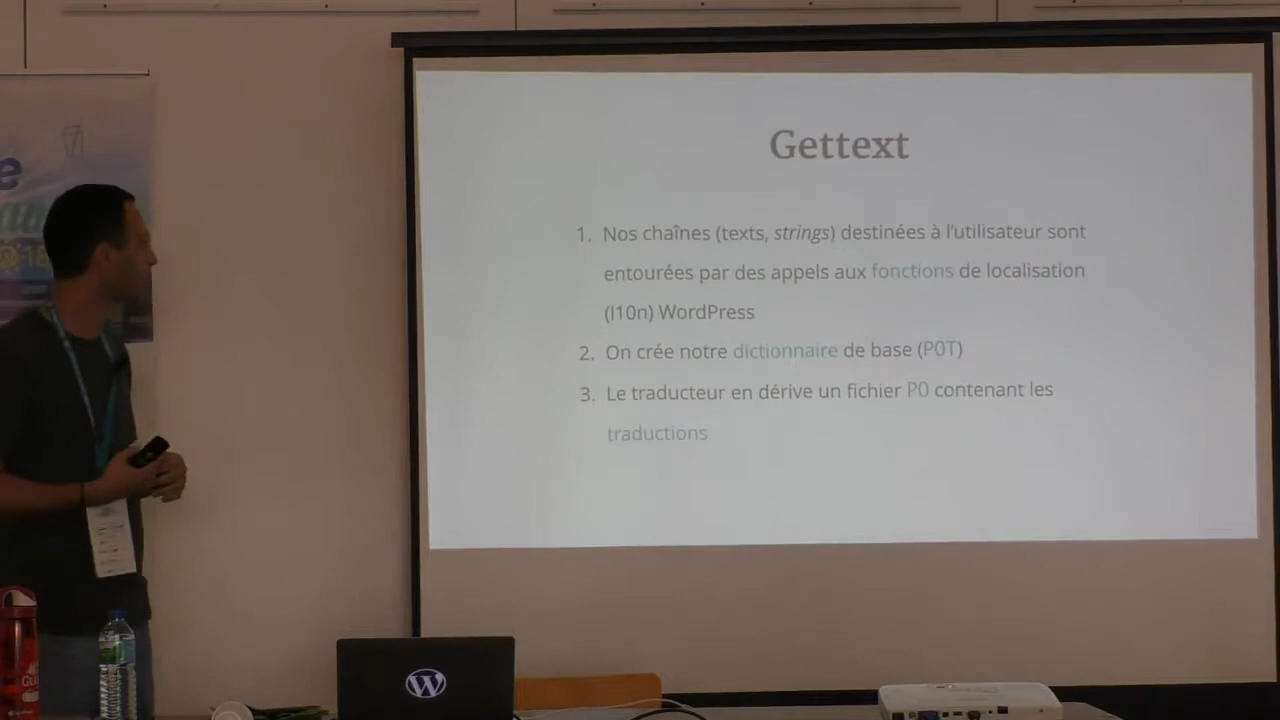 Gettext
1. Nos chaînes (texts, strings) destinées à l'utilisateur sont
entourées par des appels aux fonctions de localisation
(l10n) WordPress
2. On crée notre dictionnaire de base (POT)
3. Le traducteur en dérive un fichier PO contenant les
traductions